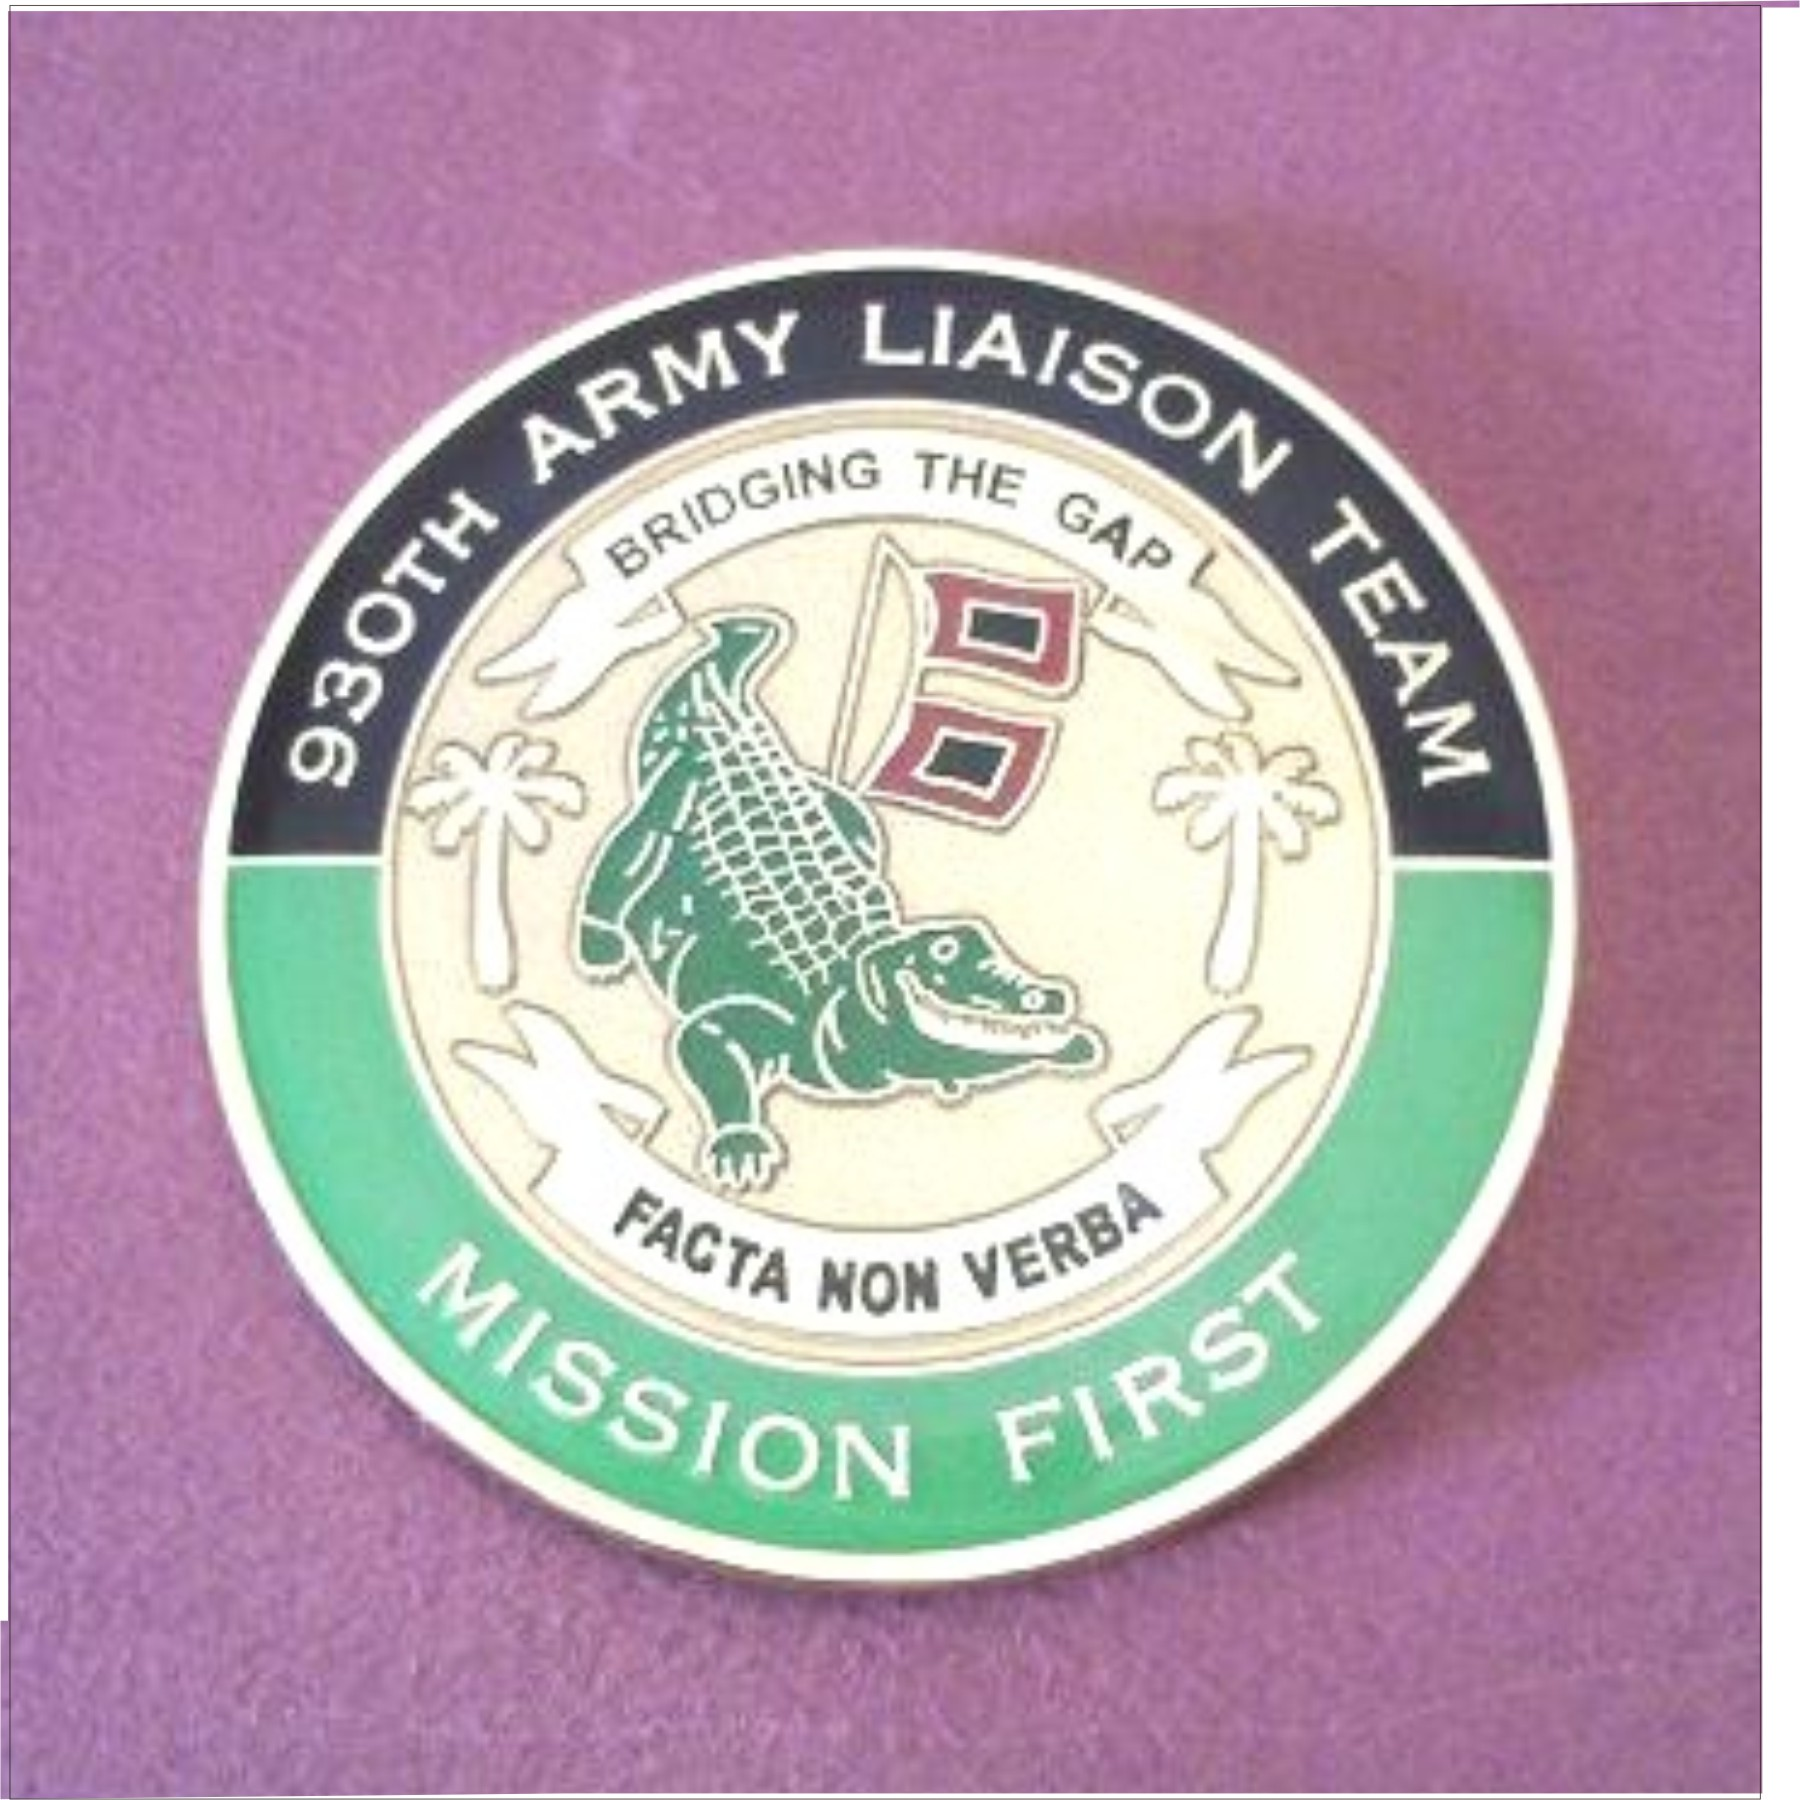 930TH ARMY LIAISON TEAM
BRIDGING THE GAP
FACTA NON VERBA
MISSION FIRST